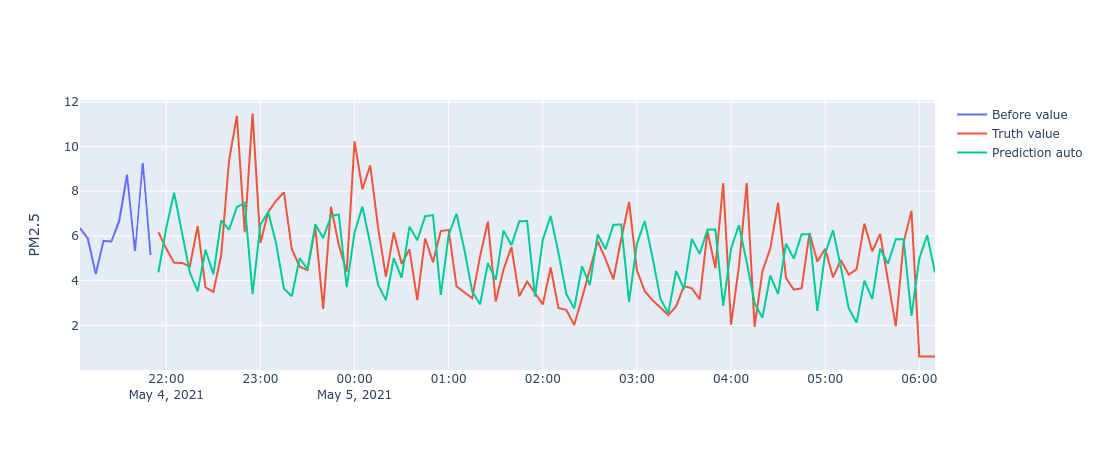 12
10
8
6
4
2
PM2.5
22:00
May 4, 2021
23:00
00:00
May 5, 2021
01:00
02:00
03:00
04:00
05:00
06:00
Before value
Truth value
Prediction auto